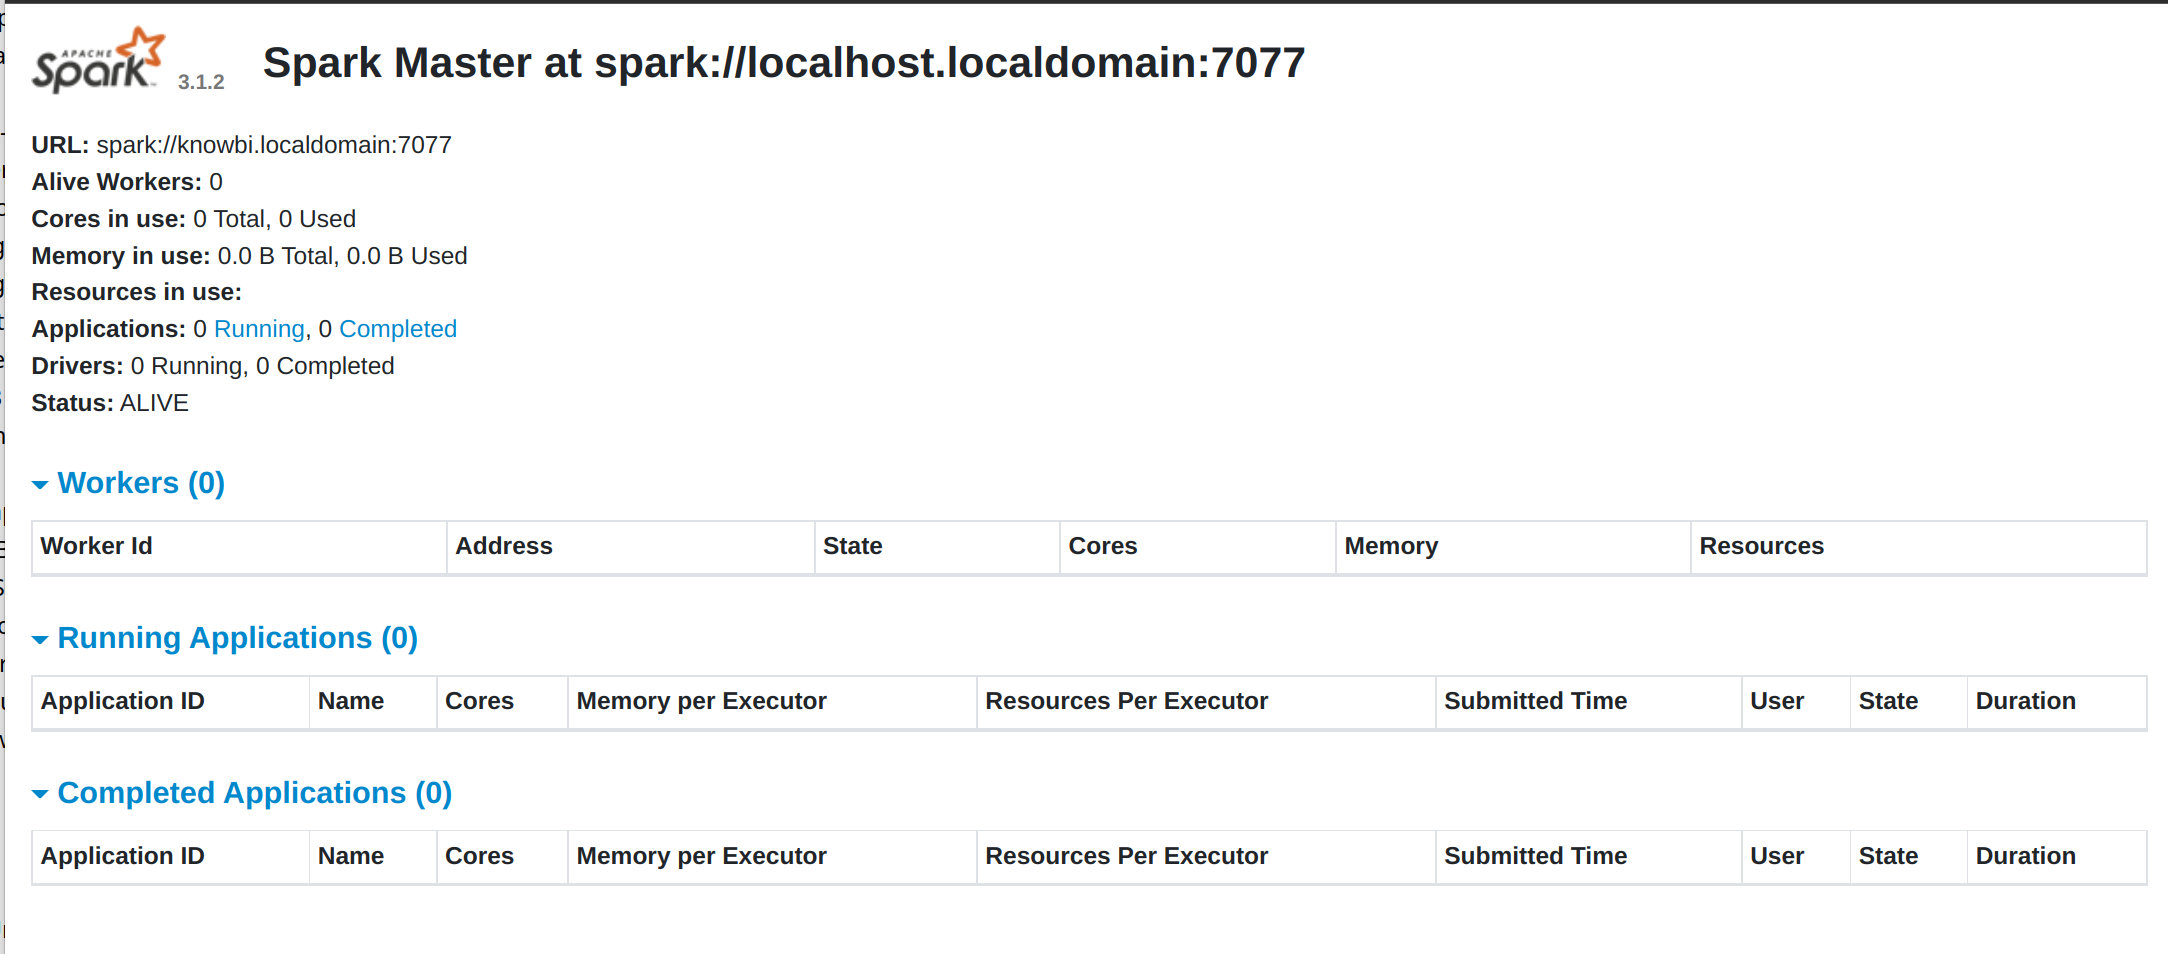 APACHE
Spark 3.1.2 Spark Master at spark://localhost.localdomain:7077
URL: spark://knowbi.localdomain:7077
Alive Workers: 0
Cores in use: 0 Total, 0 Used
Memory in use: 0.0 B Total, 0.0 B Used
Resources in use:
Applications: 0 Running, 0 Completed
Drivers: 0 Running, 0 Completed
Status: ALIVE
Workers (0)
Worker Id Address State Cores Memory Resources
Running Applications (0)
Application ID Name Cores Memory per Executor Resources Per Executor Submitted Time User State Duration
Completed Applications (0)
Application ID Name Cores Memory per Executor Resources Per Executor Submitted Time User State Duration